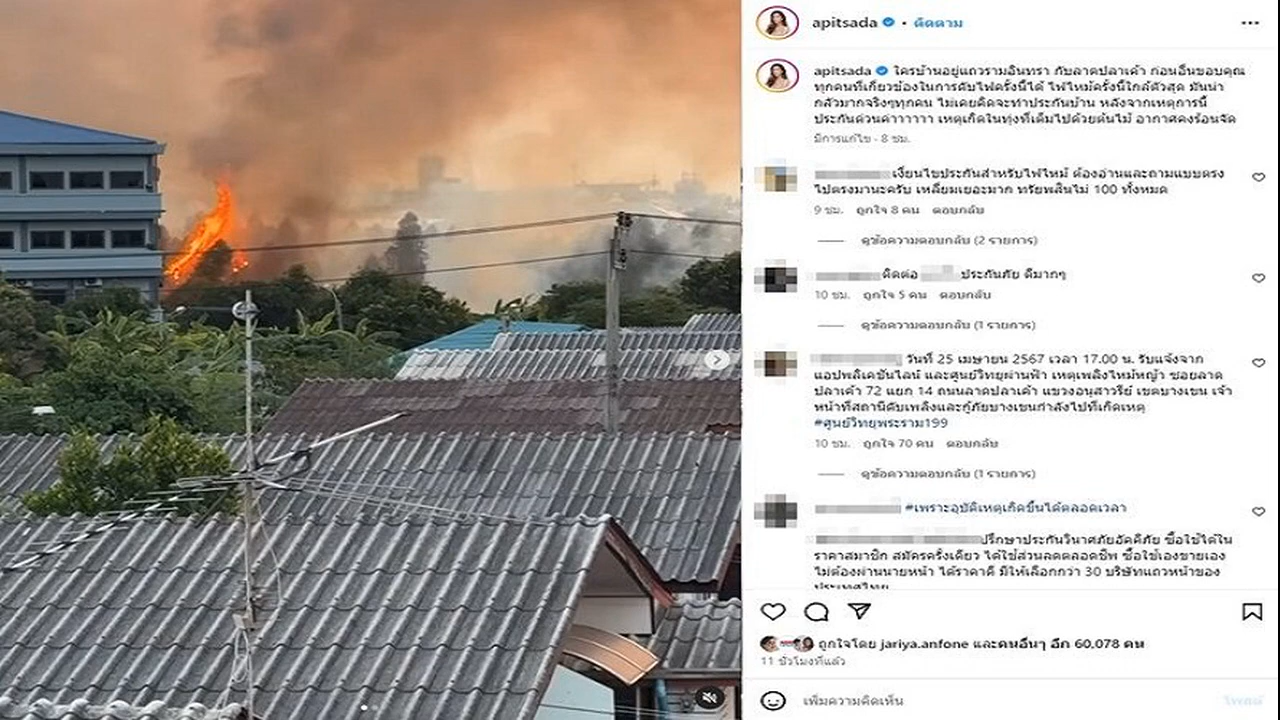 apitsada • ติดตาม
apitsada ใครบ้านอยู่แถวรามอินทรา กับลาดปลาเค้า ก่อนอื่นขอบคุณ
ทุกคนที่เกี่ยวข้องในการดับไฟครั้งนี้ได้ ไฟไหม้ครั้งนี้ใกล้ตัวสุด มันน่า
กลัวมากจริงๆทุกคน ไม่เคยคิดจะทำประกันบ้าน หลังจากเหตุการนี้
ประกันด่วนค่าาาาาา เหตุเกิดในทุ่งที่เต็มไปด้วยต้นไม้ อากาศคงร้อนจัด
มีการแก้ไข · 8 ชม.
เงื่อนไขประกันสำหรับไฟไหม้ ต้องอ่านและถามแบบตรง
ไปตรงมานะครับ เหลี่ยมเยอะมาก ทรัพย์สินไม่ 100 ทั้งหมด
9 ชม. ถูกใจ 8 คน ตอบกลับ
ดูข้อความตอบกลับ (2 รายการ)
ติดต่อ ประกันภัย ดีมากๆ
10 ชม. ถูกใจ 5 คน ตอบกลับ
ดูข้อความตอบกลับ (1 รายการ)
วันที่ 25 เมษายน 2567 เวลา 17.00 น. รับแจ้งจาก
แอปพลิเคชันไลน์ และศูนย์วิทยุผ่านฟ้า เหตุเพลิงไหม้หญ้า ซอยลาด
ปลาเค้า 72 แยก 14 ถนนลาดปลาเค้า แขวงอนุสาวรีย์ เขตบางเขน เจ้า
หน้าที่สถานีดับเพลิงและกู้ภัยบางเขนกำลังไปที่เกิดเหตุ
#ศูนย์วิทยุพระราม199
10 ชม. ถูกใจ 70 คน ตอบกลับ
ดูข้อความตอบกลับ (1 รายการ)
#เพราะอุบัติเหตุเกิดขึ้นได้ตลอดเวลา
ปรึกษาประกันวินาศภัยอัคคีภัย ซื้อใช้ได้ใน
ราคาสมาชิก สมัครครั้งเดียว ได้ใช้ส่วนลดตลอดชีพ ซื้อใช้เองขายเอง
ไม่ต้องผ่านนายหน้า ได้ราคาดี มีให้เลือกกว่า 30 บริษัทแถวหน้าของ
ประเทศไทย
ถูกใจโดย jariya.anfone และคนอื่นๆ อีก 60,078 คน
11 ชั่วโมงที่แล้ว
เพิ่มความคิดเห็น
โพสต์